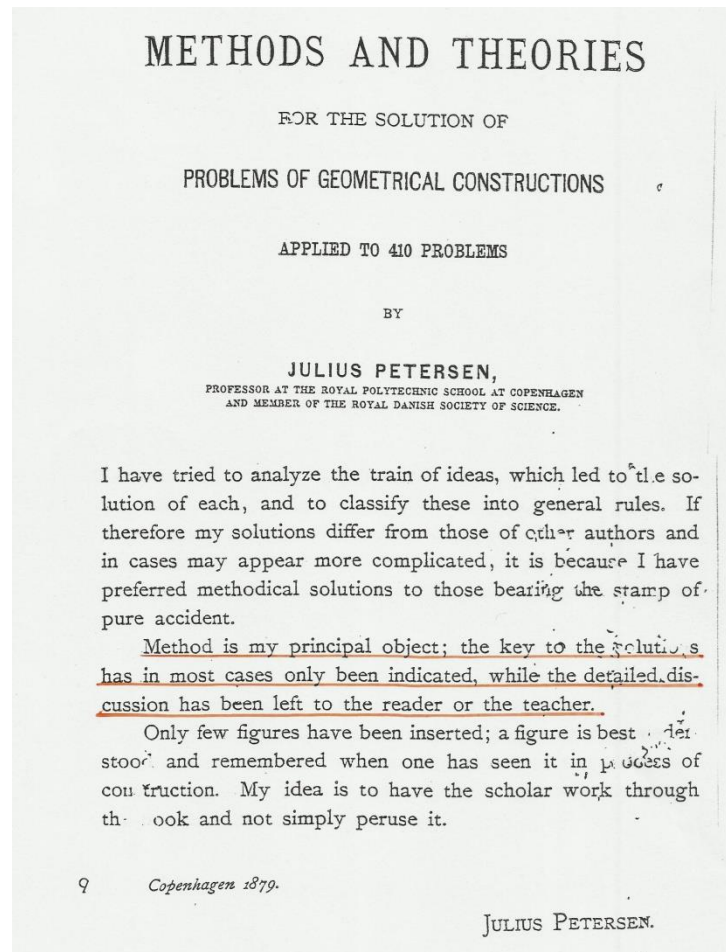 METHODS AND THEORIES
FOR THE SOLUTION OF
PROBLEMS OF GEOMETRICAL CONSTRUCTIONS
APPLIED TO 410 PROBLEMS
BY
JULIUS PETERSEN,
PROFESSOR AT THE ROYAL POLYTECHNIC SCHOOL AT COPENHAGEN
AND MEMBER OF THE ROYAL DANISH SOCIETY OF SCIENCE.
I have tried to analyze the train of ideas, which led to the so-
lution of each, and to classify these into general rules. If
therefore my solutions differ from those of other authors and
in cases may appear more complicated, it is because I have
preferred methodical solutions to those bearing the stamp of
pure accident.
Method is my principal object; the key to the solutions
has in most cases only been indicated, while the detailed dis-
cussion has been left to the reader or the teacher.
Only few figures have been inserted; a figure is best
stood and remembered when one has seen it in process of
construction. My idea is to have the scholar work through
and not simply peruse it.
9 Copenhagen 1879.
JULIUS PETERSEN.